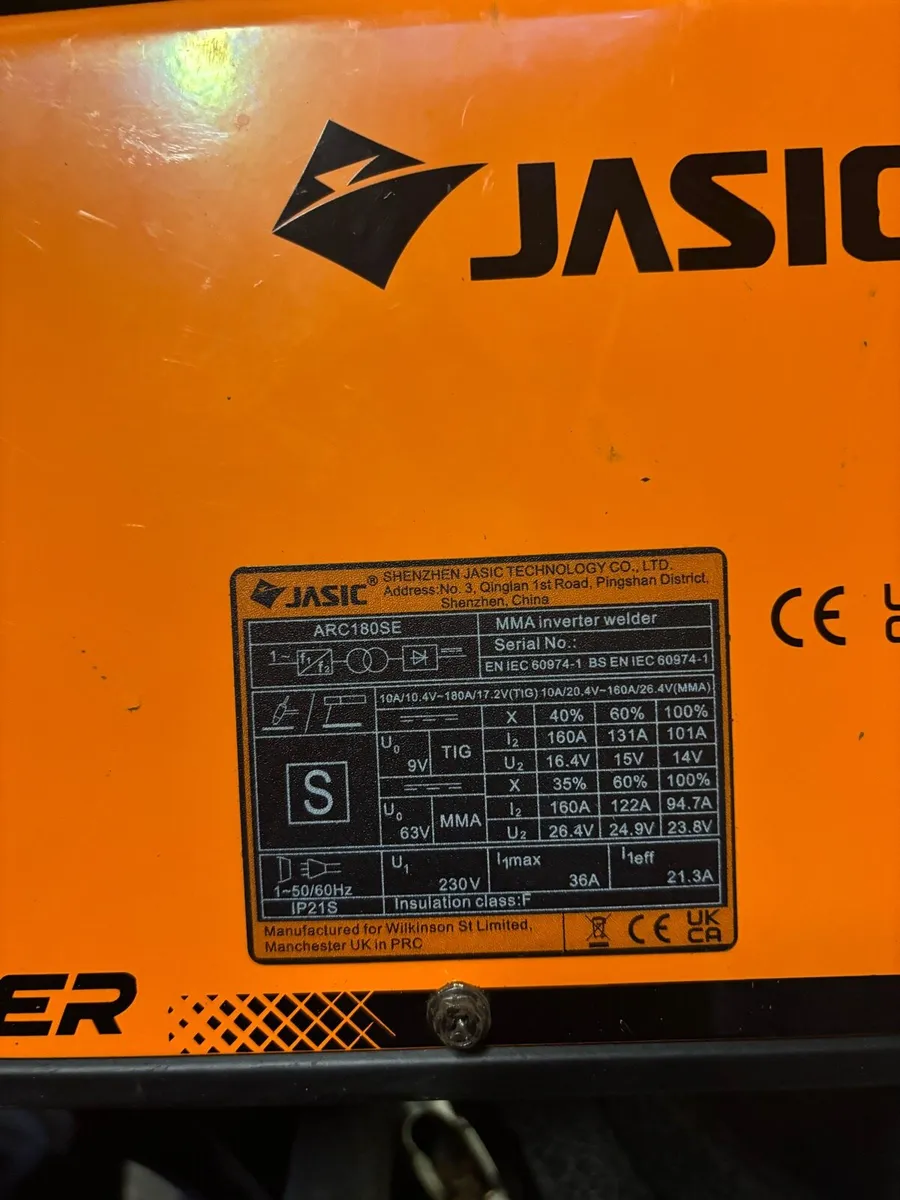 JASIC
JASIC® SHENZHEN JASIC TECHNOLOGY CO., LTD.
Address:No. 3, Qinglan 1st Road, Pingshan District,
Shenzhen, China
ARC180SE MMA inverter welder
Serial No.:
1~ f1 f2 EN IEC 60974-1 BS EN IEC 60974-1
10A/10.4V~180A/17.2V(TIG) 10A/20.4V~160A/26.4V(MMA)
X 40% 60% 100%
U0 9V TIG I2 160A 131A 101A
U2 16.4V 15V 14V
S X 35% 60% 100%
U0 63V MMA I2 160A 122A 94.7A
U2 26.4V 24.9V 23.8V
1~50/60Hz U1 230V I1max 36A I1eff 21.3A
IP21S Insulation class:F
Manufactured for Wilkinson St Limited,
Manchester UK in PRC
CE UK CA
CE
ER